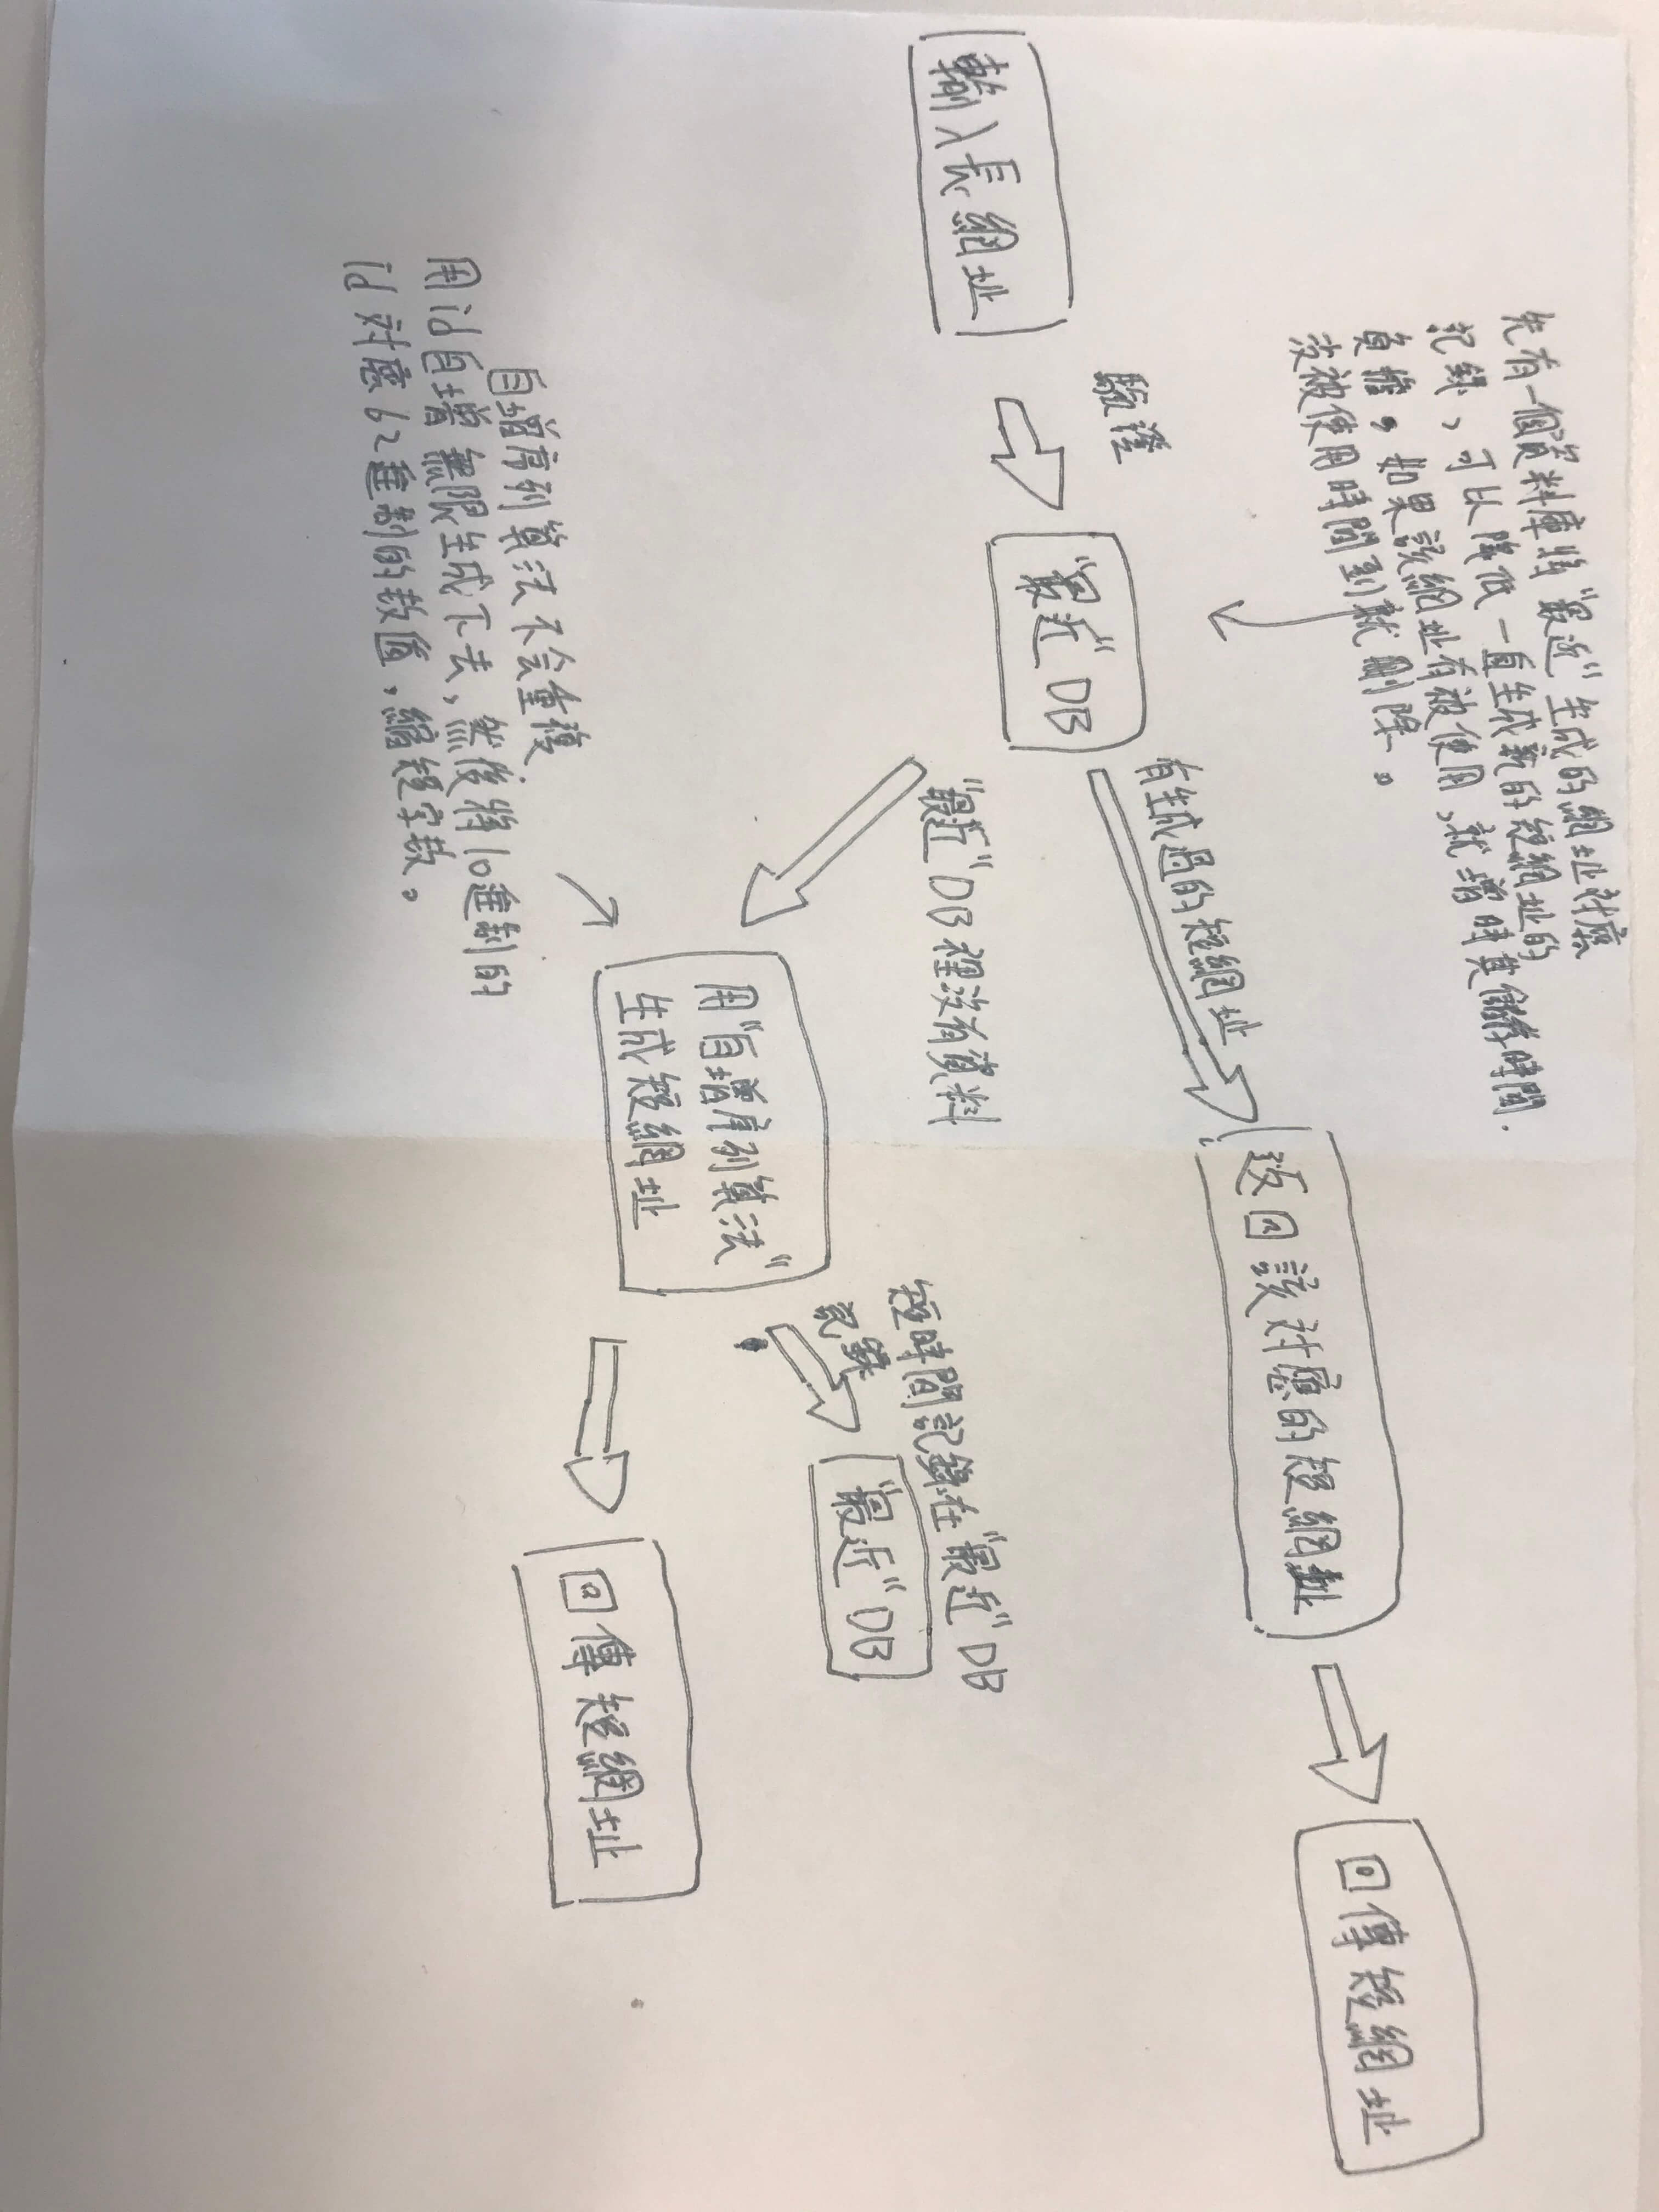 先有一個資料庫將"最近"生成的網址對應
記錄,可以降低一直生成新的短網址的
負擔。如果該網址有被使用,就增時其儲存時間.
沒被使用時間到就刪除。
驗證
輸入長網址
"最近"DB
有生成過的短網址
返回該對應的短網址
回傳短網址
"最近"DB裡沒有資料
自增序列算法不会重複
用id自增無限生成下去,然後將10進制的
id對應62進制的數值,縮短字數。
用"自增序列算法"
生成短網址
短時間記錄在"最近"DB
記錄
"最近"DB
回傳短網址